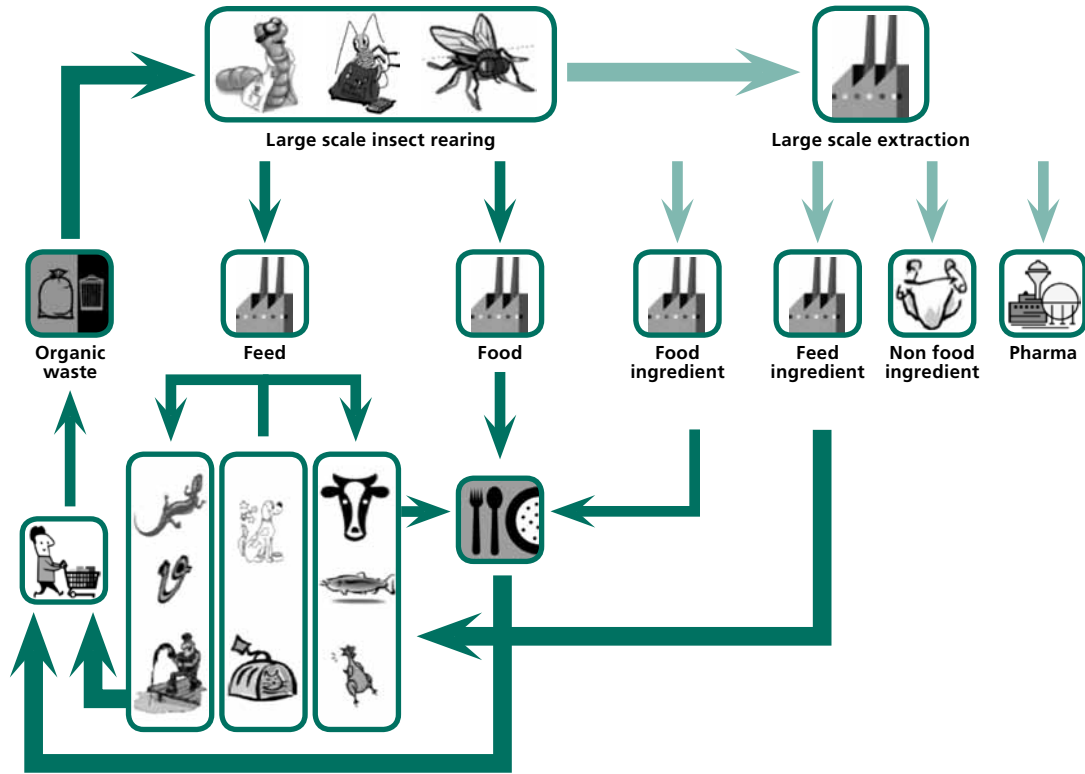 Large scale insect rearing
Large scale extraction
Organic
waste
Feed
Food
Food
ingredient
Feed
ingredient
Non food
ingredient
Pharma